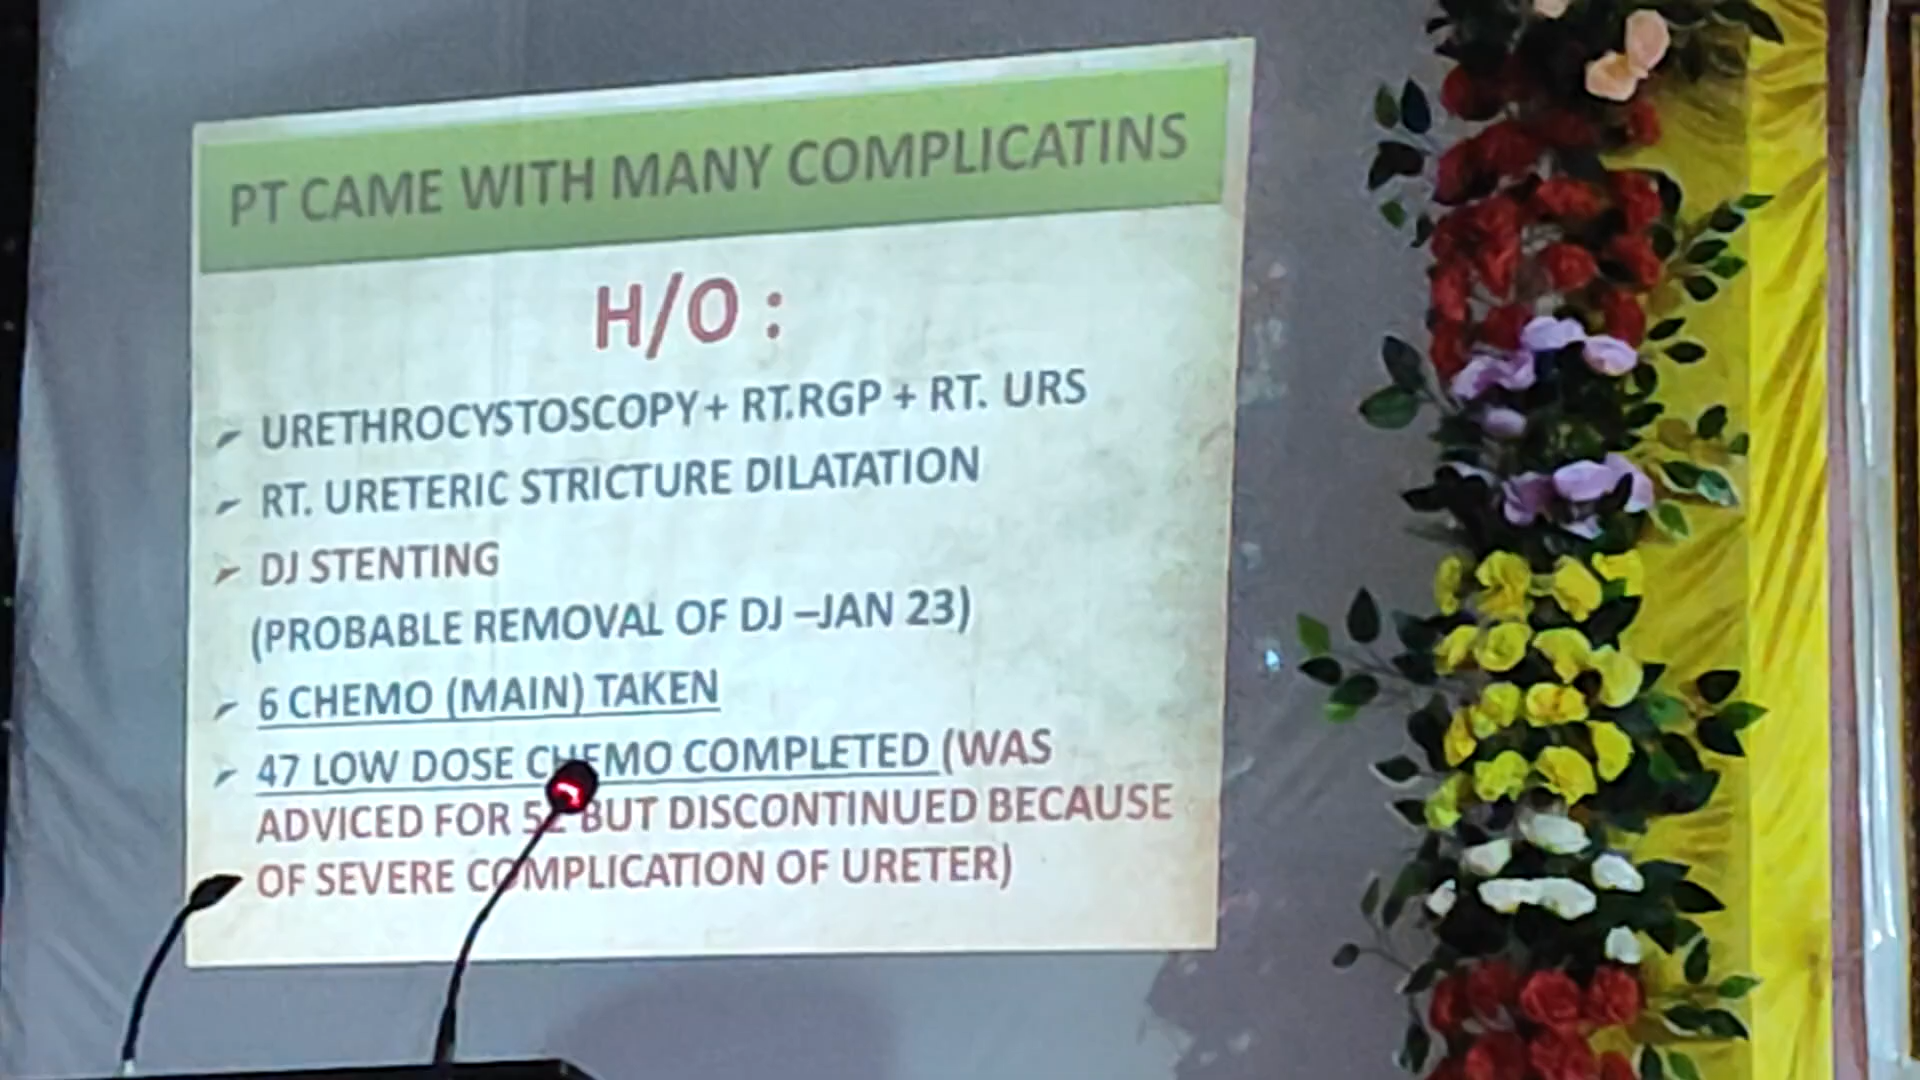 PT CAME WITH MANY COMPLICATINS
H/O :
URETHROCYSTOSCOPY+ RT.RGP + RT. URS
RT. URETERIC STRICTURE DILATATION
DJ STENTING
(PROBABLE REMOVAL OF DJ –JAN 23)
6 CHEMO (MAIN) TAKEN
47 LOW DOSE CHEMO COMPLETED (WAS
ADVICED FOR 52 BUT DISCONTINUED BECAUSE
OF SEVERE COMPLICATION OF URETER)